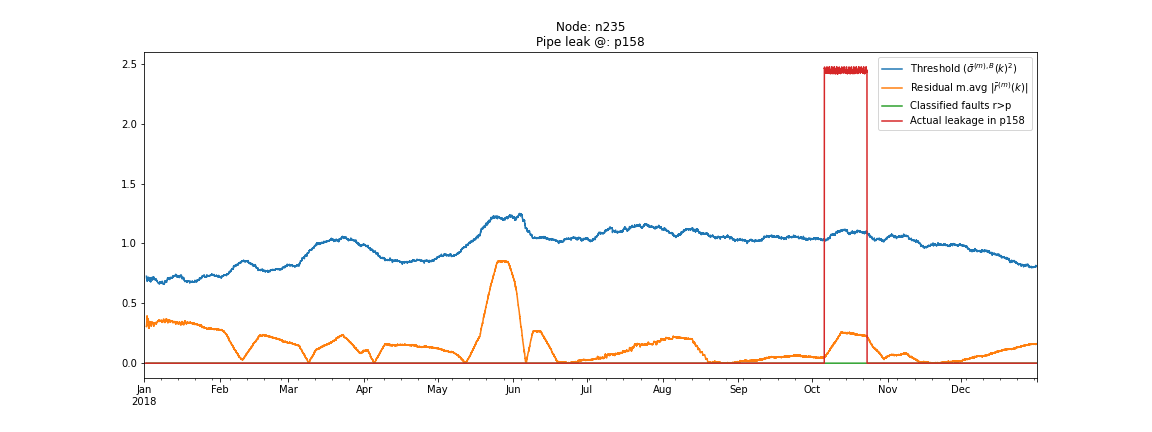 Node: n235
Pipe leak @: p158
2.5
2.0
1.5
1.0
0.5
0.0
Threshold (σ̄⁽ᵐ⁾,ᴮ(k)²)
Residual m.avg |r̄⁽ᵐ⁾(k)|
Classified faults r>p
Actual leakage in p158
Jan Feb Mar Apr May Jun Jul Aug Sep Oct Nov Dec
2018